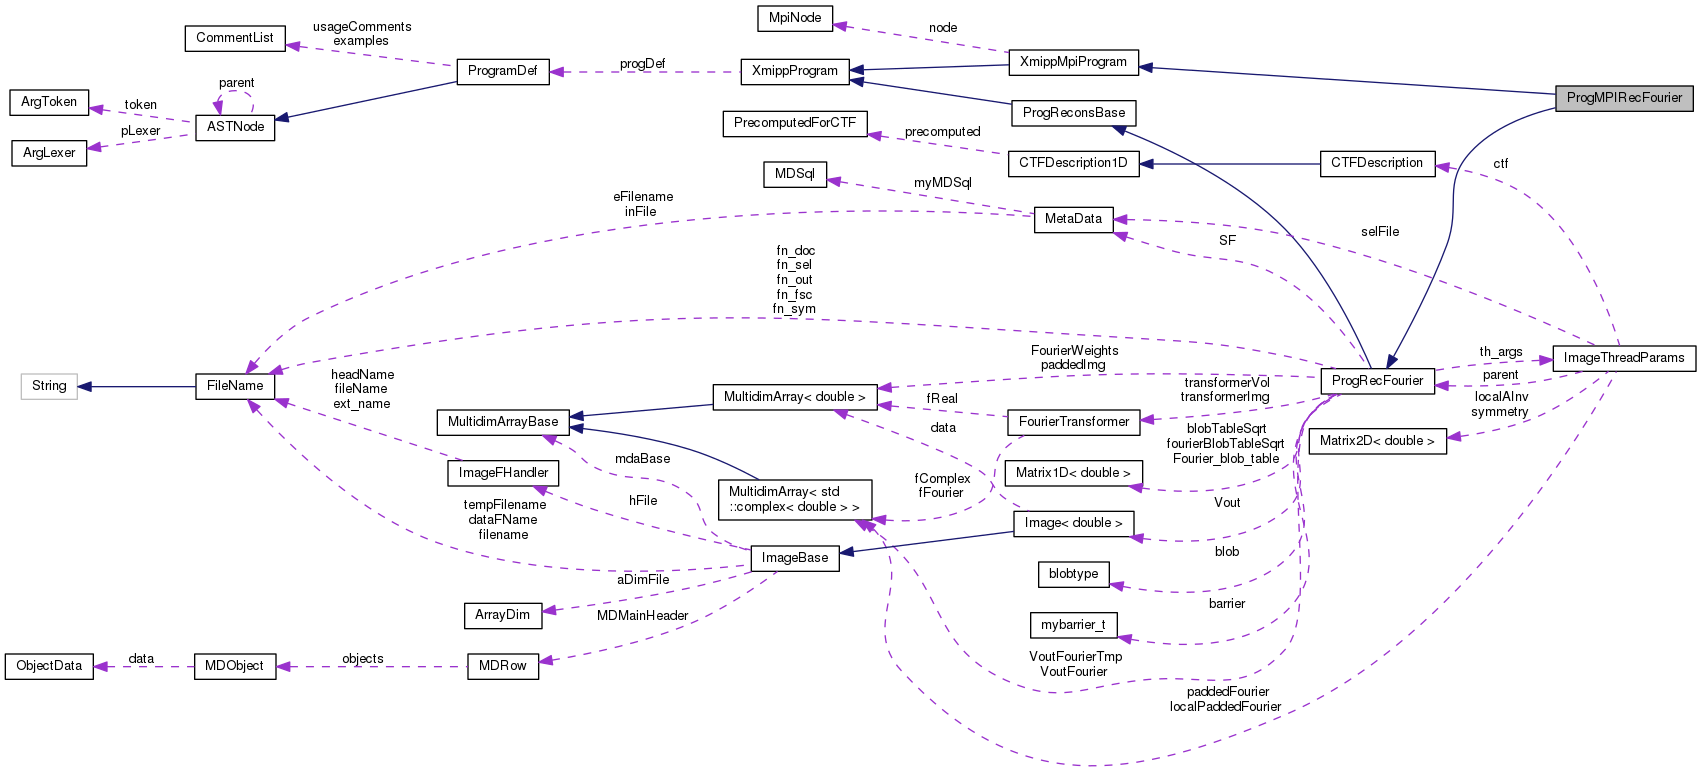 MpiNode
node
usageComments
examples
CommentList
XmippMpiProgram
progDef
ProgramDef
XmippProgram
parent
ProgMPIRecFourier
ArgToken
token
ProgReconsBase
PrecomputedForCTF
precomputed
ASTNode
pLexer
ArgLexer
CTFDescription1D
CTFDescription
ctf
MDSql
myMDSql
eFilename
inFile
MetaData
selFile
SF
fn_doc
fn_sel
fn_out
fn_fsc
fn_sym
FourierWeights
paddedImg
th_args
ImageThreadParams
String
FileName
headName
fileName
ext_name
ProgRecFourier
parent
transformerVol
transformerImg
localAInv
symmetry
MultidimArray< double >
fReal
MultidimArrayBase
data
FourierTransformer
blobTableSqrt
fourierBlobTableSqrt
Fourier_blob_table
Matrix2D< double >
mdaBase
ImageFHandler
Matrix1D< double >
fComplex
fFourier
MultidimArray< std
::complex< double > >
hFile
tempFilename
dataFName
filename
Vout
Image< double >
ImageBase
blob
blobtype
aDimFile
ArrayDim
MDMainHeader
barrier
mybarrier_t
ObjectData
data
MDObject
objects
MDRow
VoutFourierTmp
VoutFourier
paddedFourier
localPaddedFourier